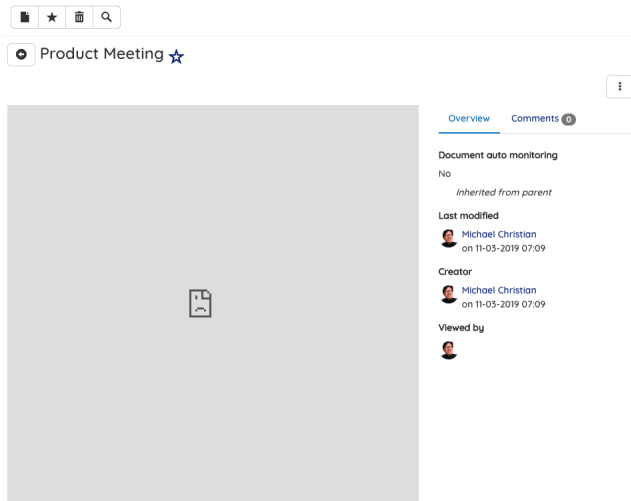 Product Meeting
Overview Comments 0
Document auto monitoring
No
Inherited from parent
Last modified
Michael Christian
on 11-03-2019 07:09
Creator
Michael Christian
on 11-03-2019 07:09
Viewed by